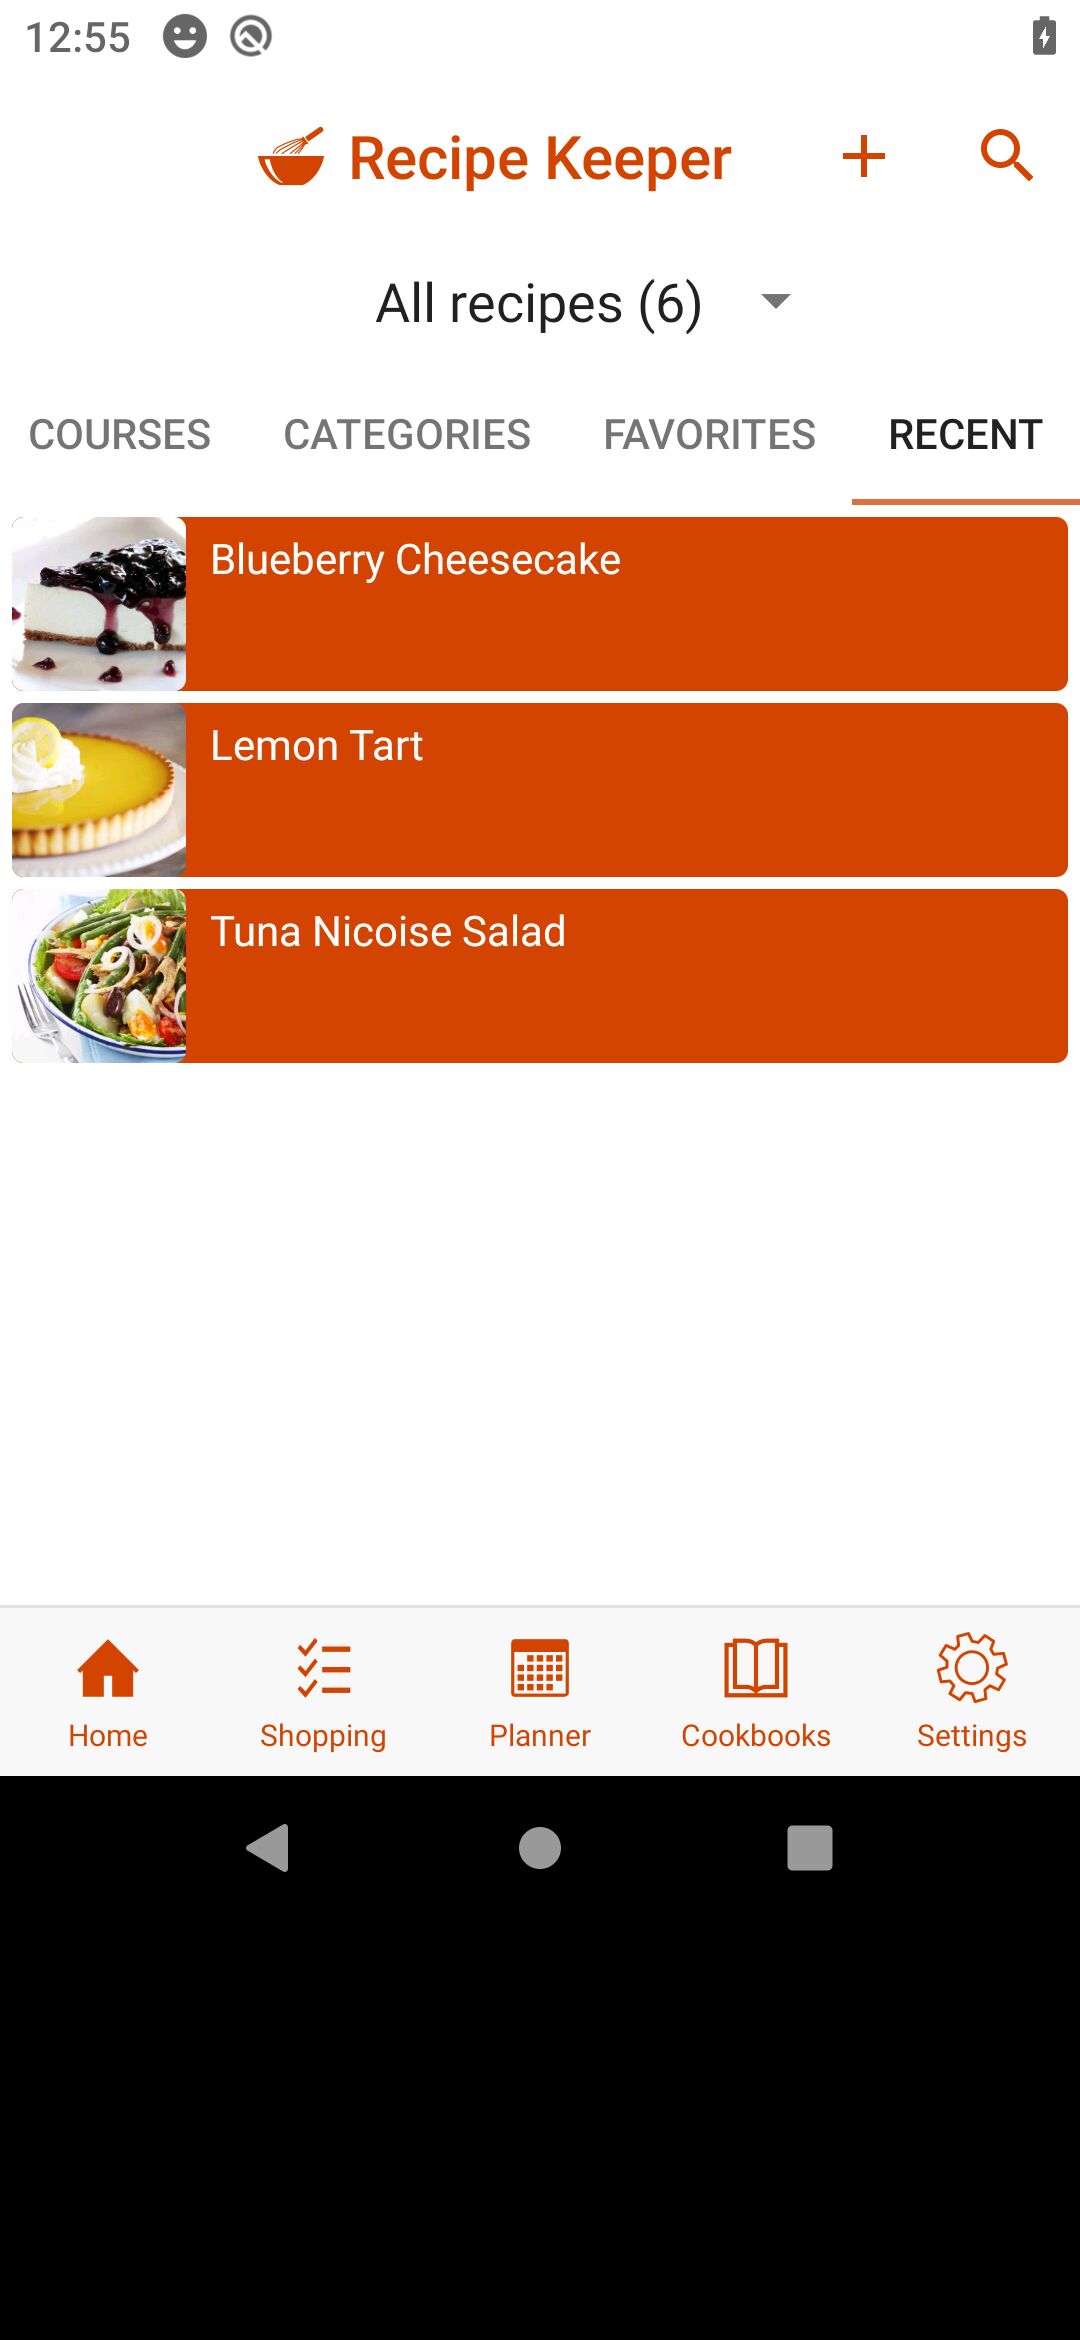 12:55
Recipe Keeper
All recipes (6)
COURSES CATEGORIES FAVORITES RECENT
Blueberry Cheesecake
Lemon Tart
Tuna Nicoise Salad
Home Shopping Planner Cookbooks Settings